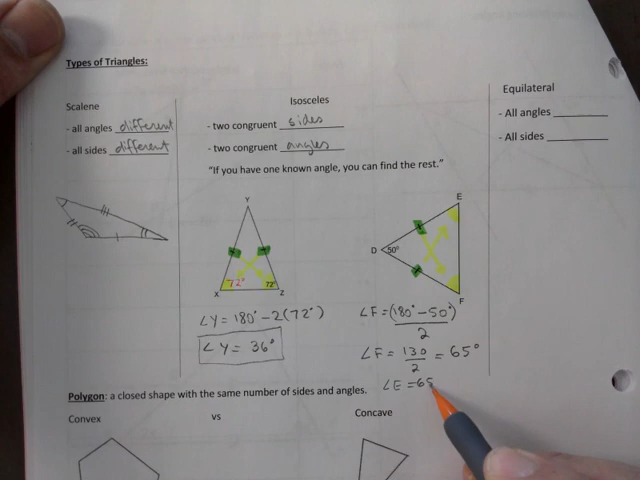 Types of Triangles:
Scalene
- all angles different
- all sides different
Isosceles
- two congruent sides
- two congruent angles
"If you have one known angle, you can find the rest."
Equilateral
- All angles
- All sides
Y
72°
72°
X
Z
∠Y = 180° - 2(72°)
∠Y = 36°
E
D
50°
F
∠F = (180° - 50°)
2
∠F = 130 = 65°
2
∠E = 65
Polygon: a closed shape with the same number of sides and angles.
Convex
vs
Concave